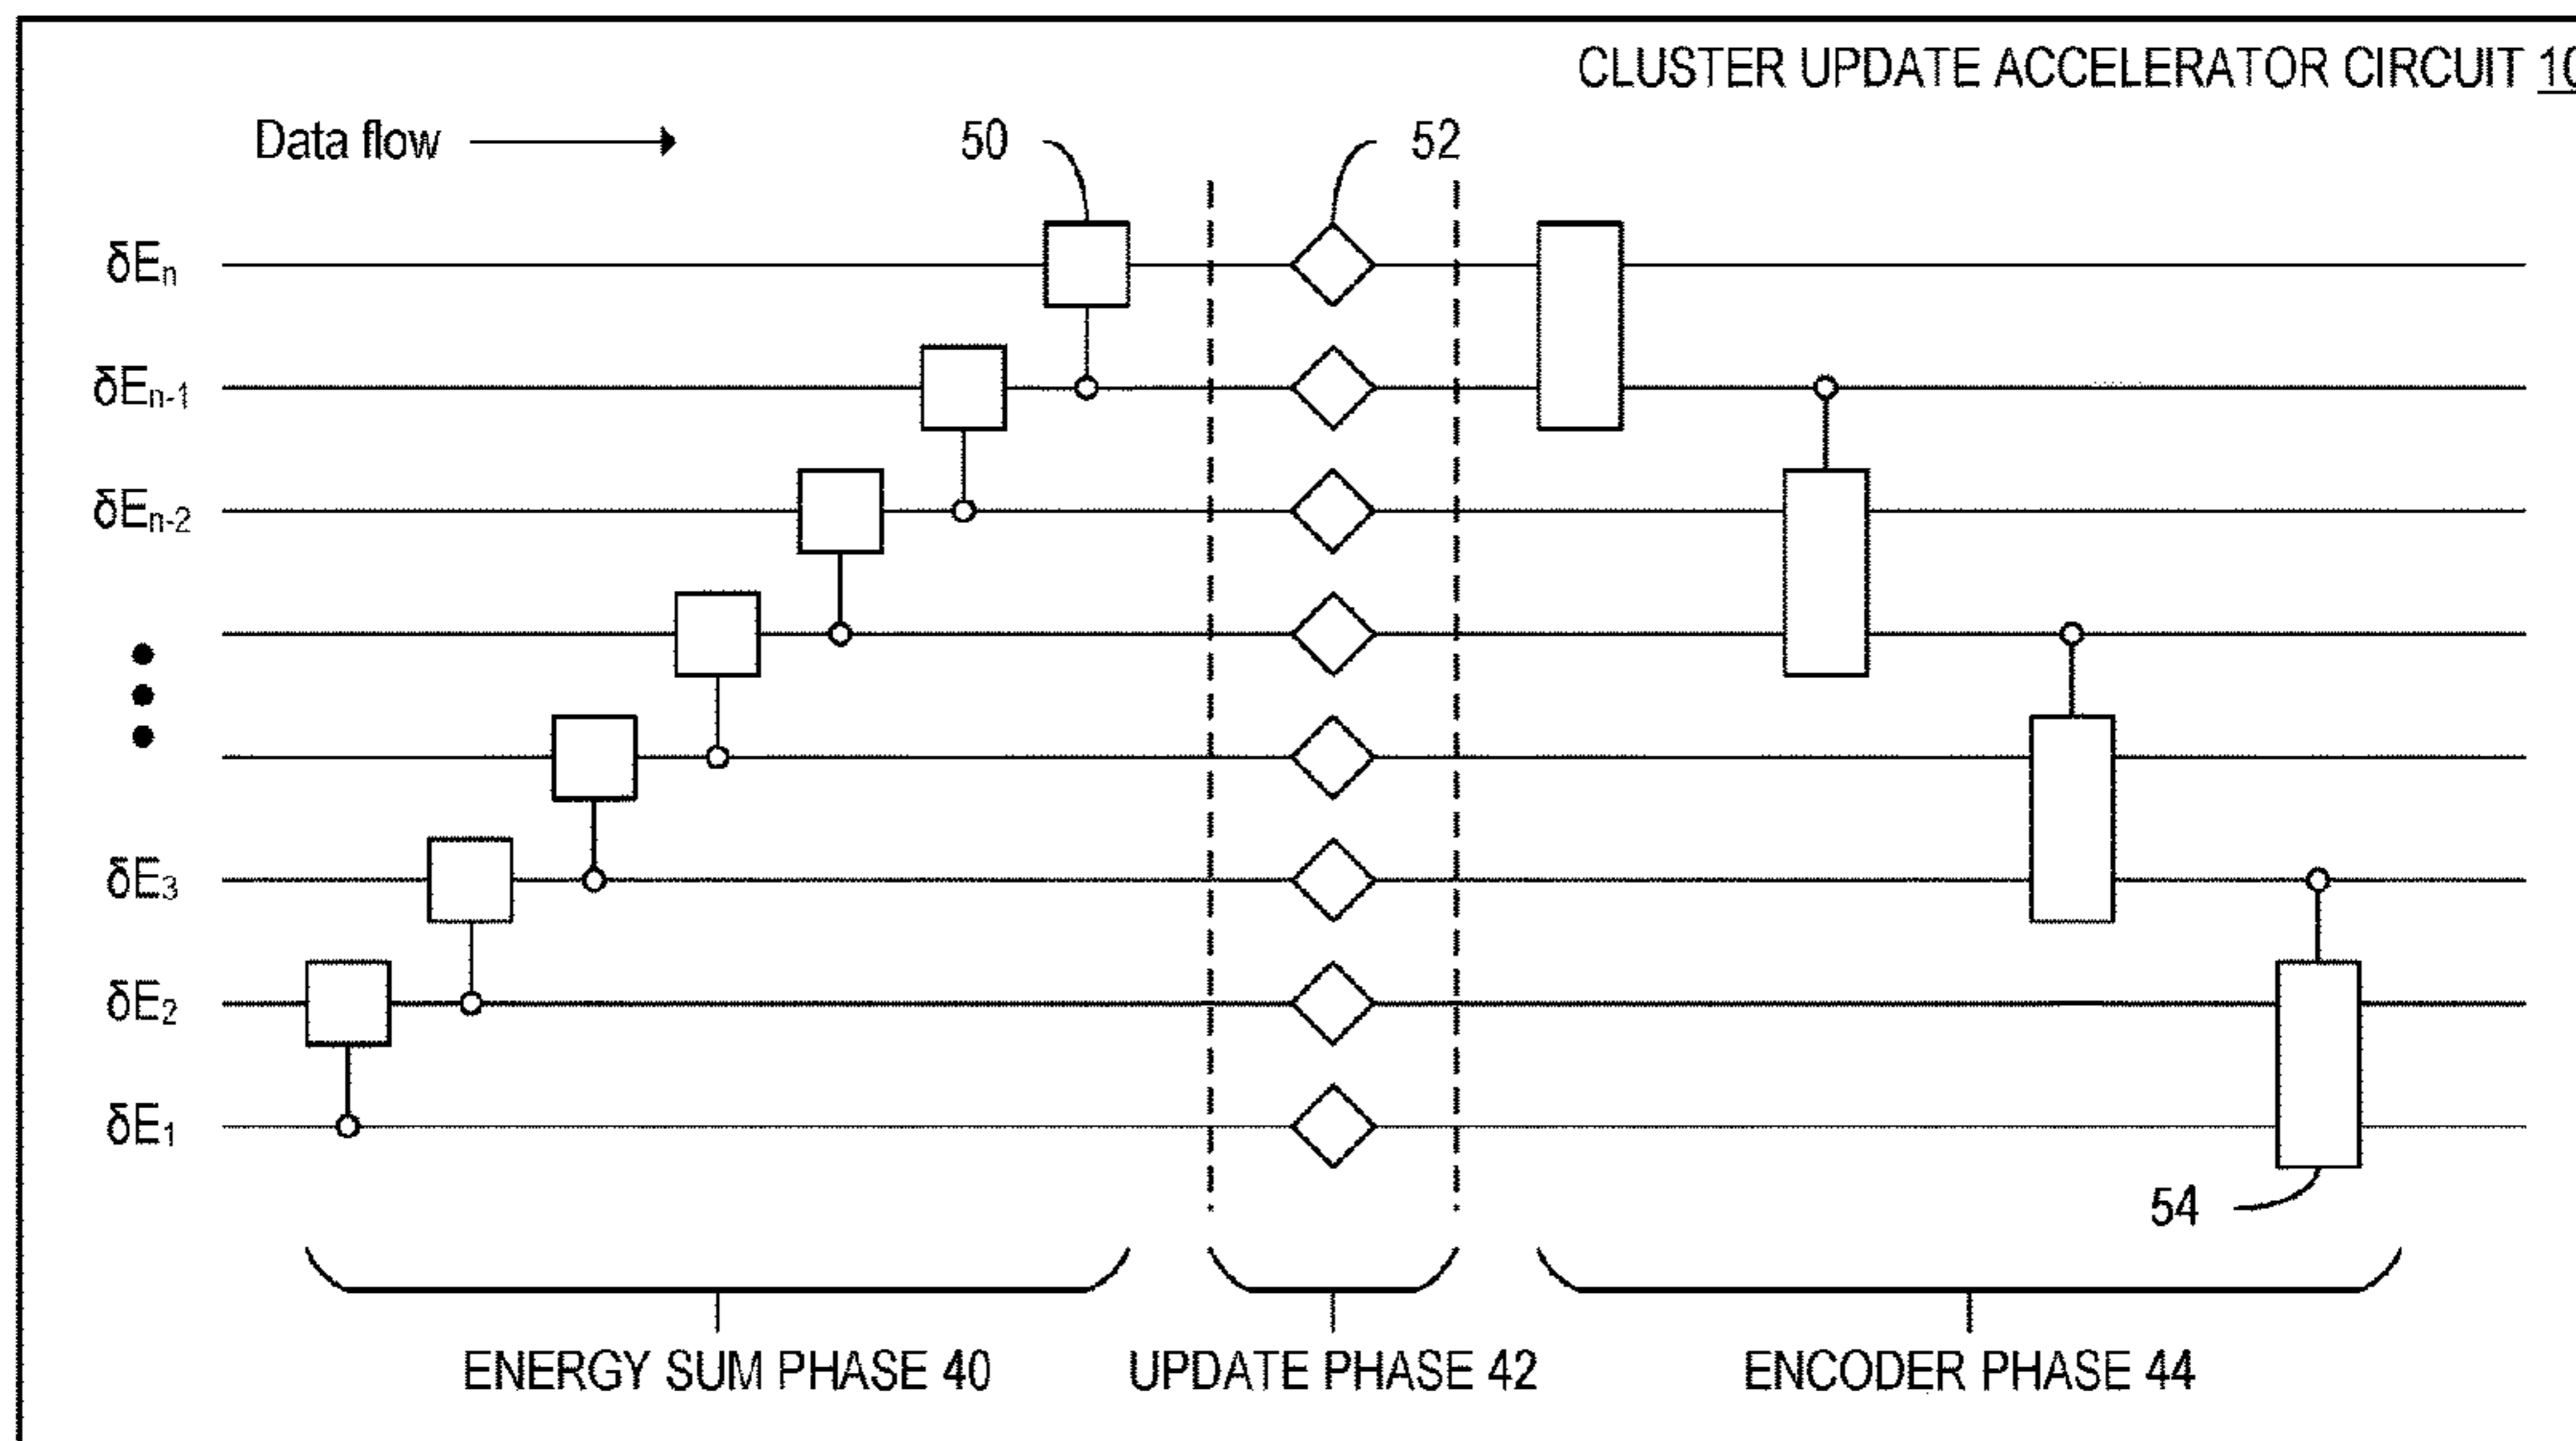 CLUSTER UPDATE ACCELERATOR CIRCUIT 10
Data flow
50
52
δEn
δEn-1
δEn-2
δE3
δE2
δE1
54
ENERGY SUM PHASE 40
UPDATE PHASE 42
ENCODER PHASE 44